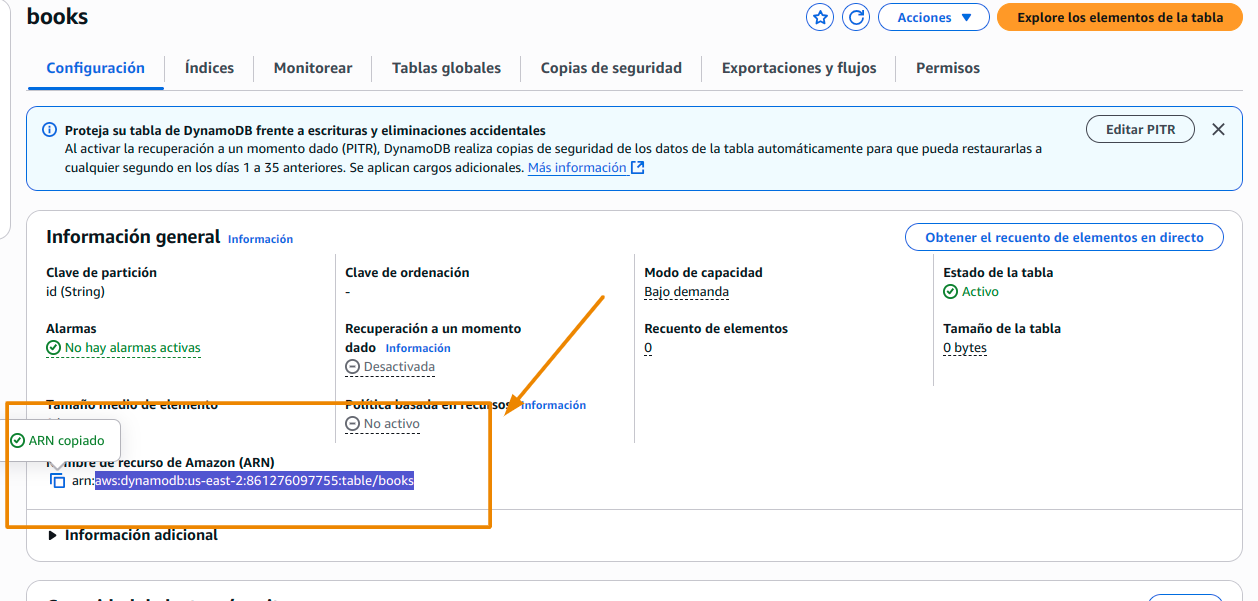 books
Acciones
Explore los elementos de la tabla
Configuración Índices Monitorear Tablas globales Copias de seguridad Exportaciones y flujos Permisos
Proteja su tabla de DynamoDB frente a escrituras y eliminaciones accidentales
Al activar la recuperación a un momento dado (PITR), DynamoDB realiza copias de seguridad de los datos de la tabla automáticamente para que pueda restaurarlas a
cualquier segundo en los días 1 a 35 anteriores. Se aplican cargos adicionales. Más información
Editar PITR
Información general Información
Obtener el recuento de elementos en directo
Clave de partición
id (String)
Clave de ordenación
-
Modo de capacidad
Bajo demanda
Estado de la tabla
Activo
Alarmas
No hay alarmas activas
Recuperación a un momento
dado Información
Desactivada
Recuento de elementos
0
Tamaño de la tabla
0 bytes
Tamaño medio de elemento
Política basada en recursos Información
No activo
ARN copiado
Nombre de recurso de Amazon (ARN)
arn:aws:dynamodb:us-east-2:861276097755:table/books
Información adicional